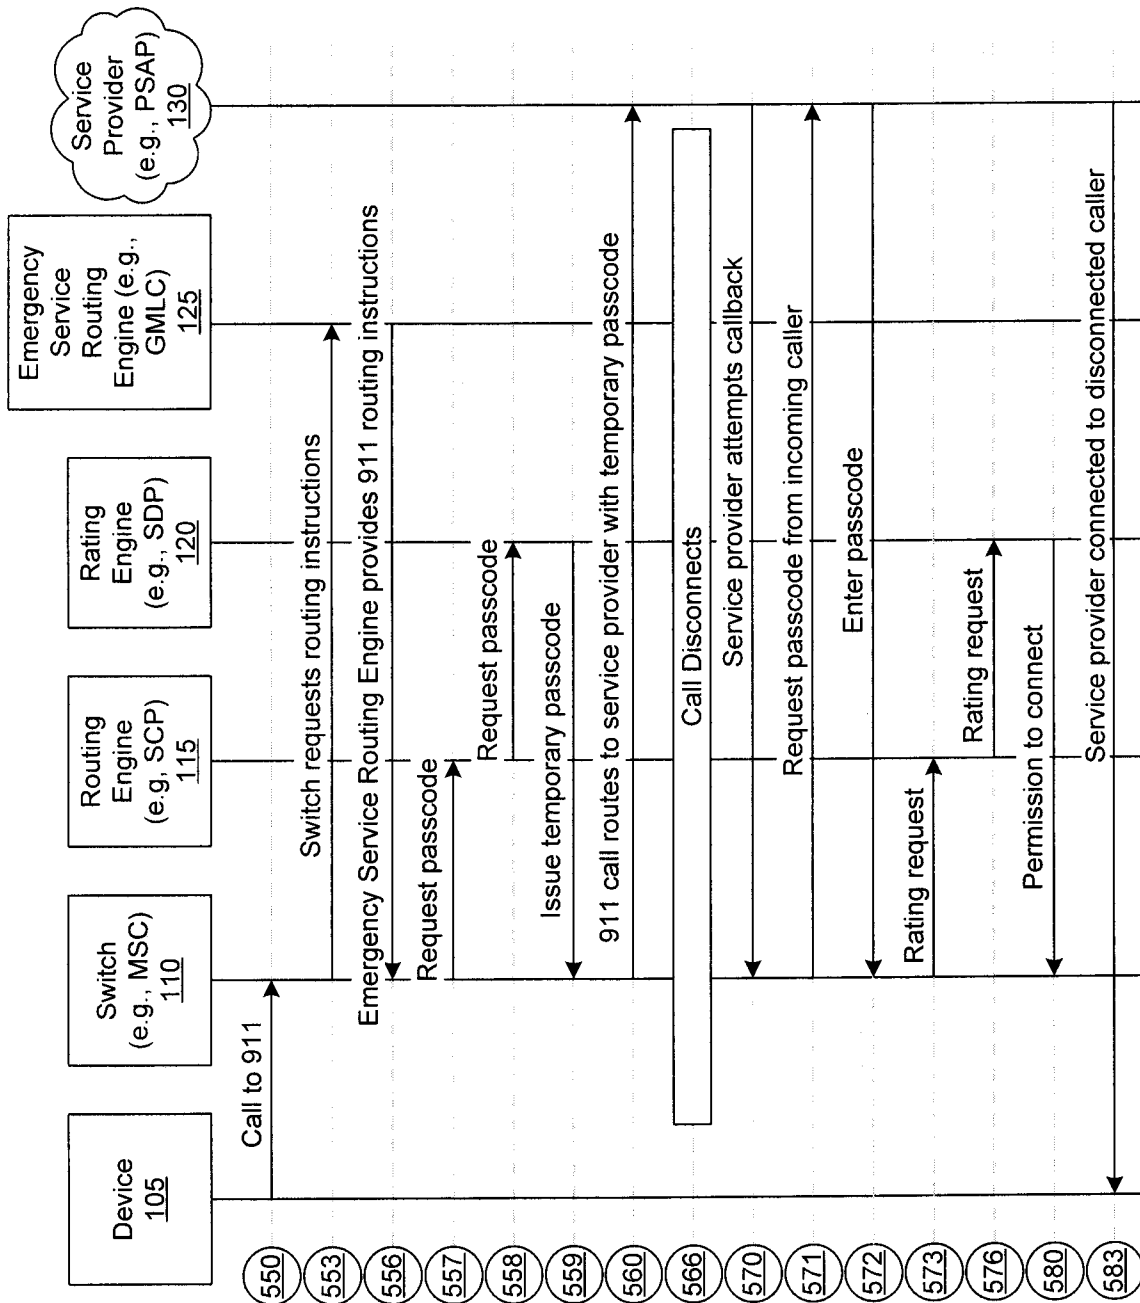 Device
105
Switch
(e.g., MSC)
110
Routing
Engine
(e.g, SCP)
115
Rating
Engine
(e.g., SDP)
120
Emergency
Service
Routing
Engine (e.g.,
GMLC)
125
Service
Provider
(e.g., PSAP)
130
550
Call to 911
553
Switch requests routing instructions
556
Emergency Service Routing Engine provides 911 routing instructions
557
Request passcode
558
Request passcode
559
Issue temporary passcode
560
911 call routes to service provider with temporary passcode
566
Call Disconnects
570
Service provider attempts callback
571
Request passcode from incoming caller
572
Enter passcode
573
Rating request
576
Rating request
580
Permission to connect
583
Service provider connected to disconnected caller